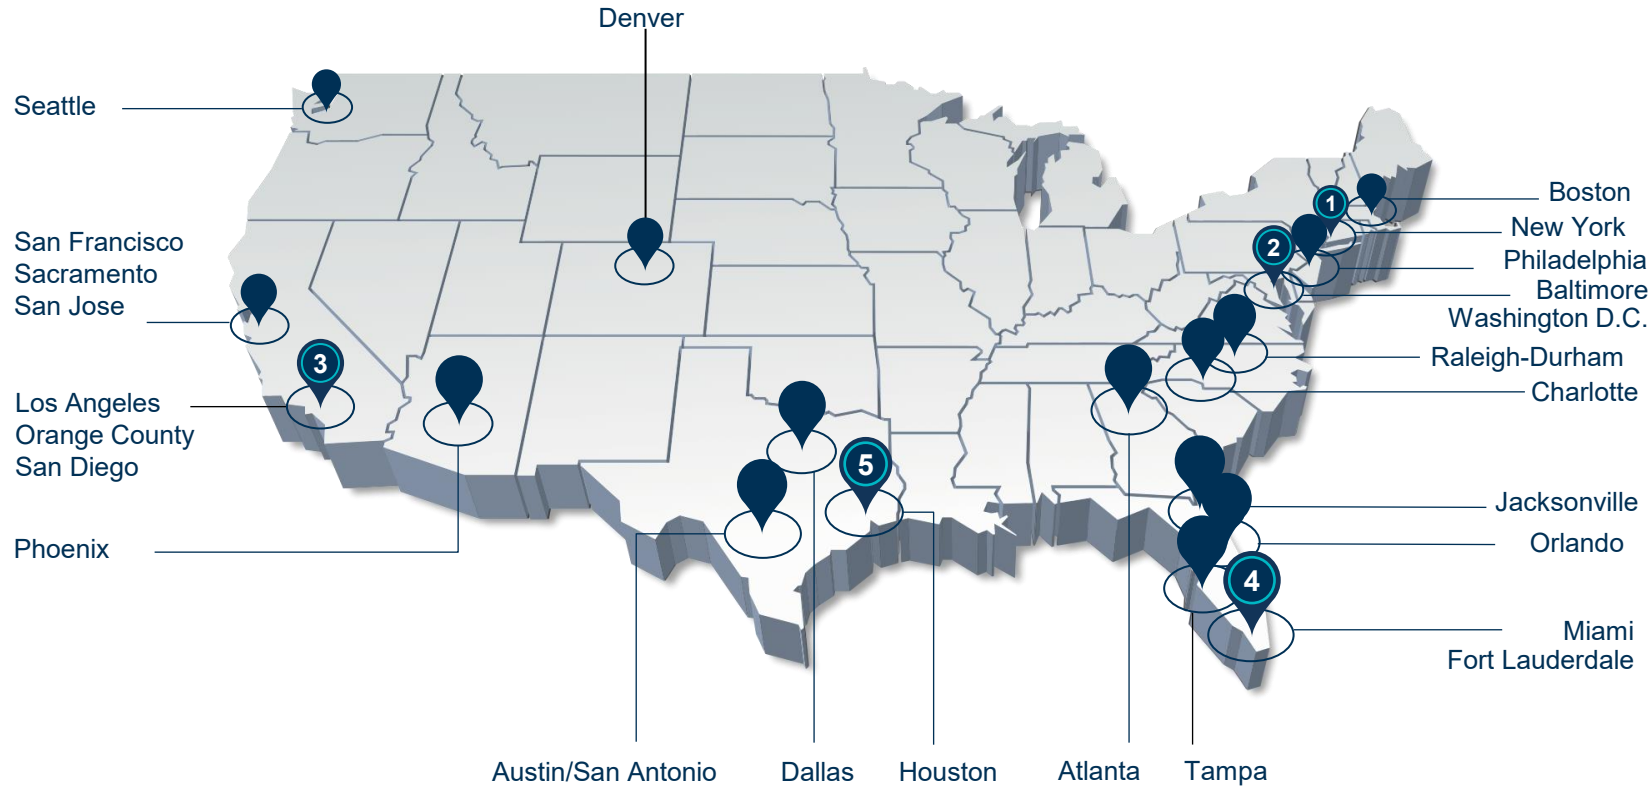 Denver
Seattle
San Francisco
Sacramento
San Jose
Los Angeles
Orange County
San Diego
Phoenix
1
2
3
5
4
Boston
New York
Philadelphia
Baltimore
Washington D.C.
Raleigh-Durham
Charlotte
Jacksonville
Orlando
Miami
Fort Lauderdale
Austin/San Antonio
Dallas
Houston
Atlanta
Tampa